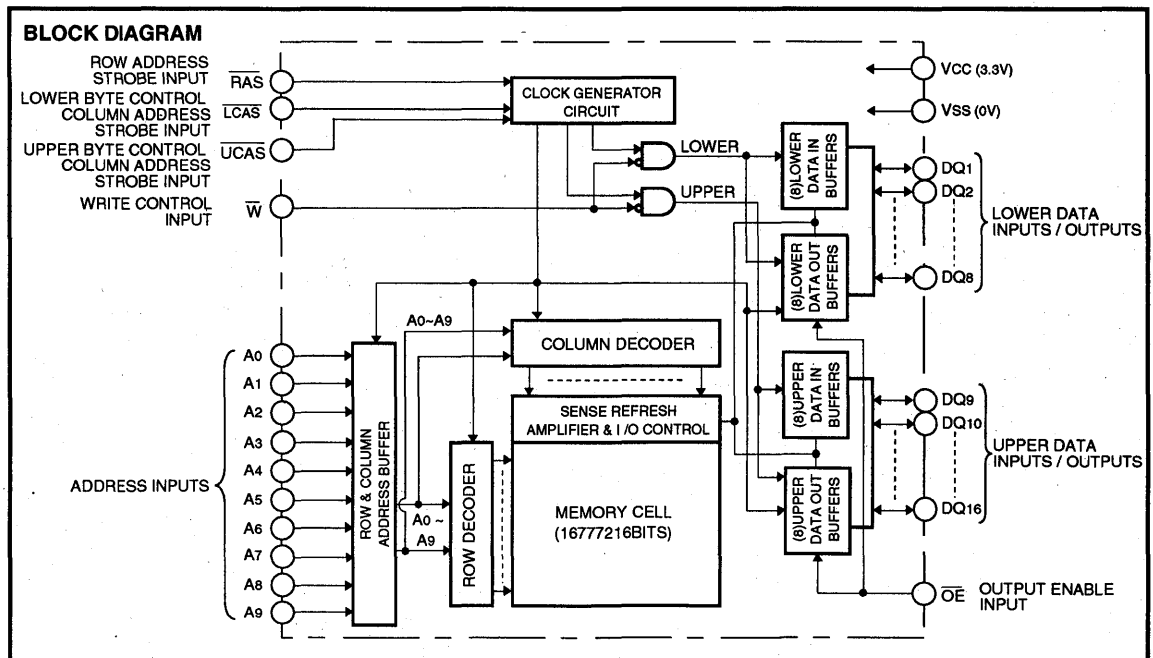 BLOCK DIAGRAM
ROW ADDRESS
STROBE INPUT
RAS
LOWER BYTE CONTROL
COLUMN ADDRESS
STROBE INPUT
LCAS
UPPER BYTE CONTROL
COLUMN ADDRESS
STROBE INPUT
UCAS
WRITE CONTROL
INPUT
W
CLOCK GENERATOR
CIRCUIT
LOWER
UPPER
(8)LOWER
DATA IN
BUFFERS
(8)LOWER
DATA OUT
BUFFERS
(8)UPPER
DATA IN
BUFFERS
(8)UPPER
DATA OUT
BUFFERS
VCC (3.3V)
VSS (0V)
DQ1
DQ2
DQ8
LOWER DATA
INPUTS / OUTPUTS
DQ9
DQ10
DQ16
UPPER DATA
INPUTS / OUTPUTS
OE
OUTPUT ENABLE
INPUT
ADDRESS INPUTS
A0
A1
A2
A3
A4
A5
A6
A7
A8
A9
ROW & COLUMN
ADDRESS BUFFER
A0~A9
A0 ~
A9
ROW DECODER
COLUMN DECODER
SENSE REFRESH
AMPLIFIER & I /O CONTROL
MEMORY CELL
(16777216BITS)